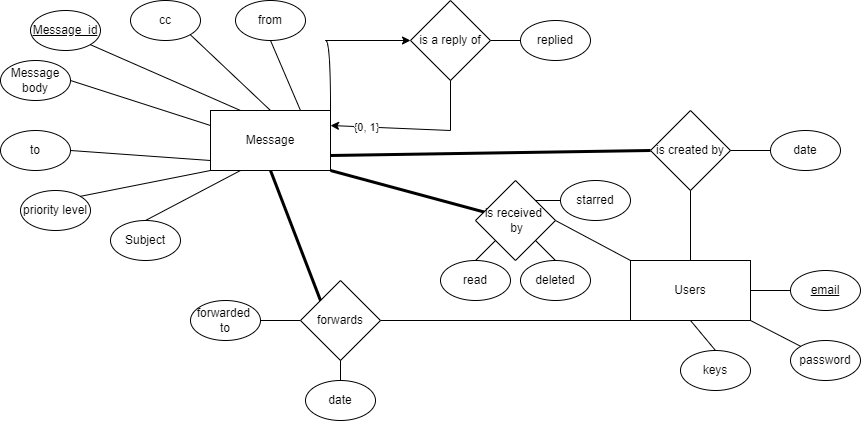 Message_id
cc
from
is a reply of
replied
Message
body
{0, 1}
Message
to
is created by
date
priority level
Subject
is received
by
starred
read
deleted
Users
email
forwarded
to
forwards
keys
password
date